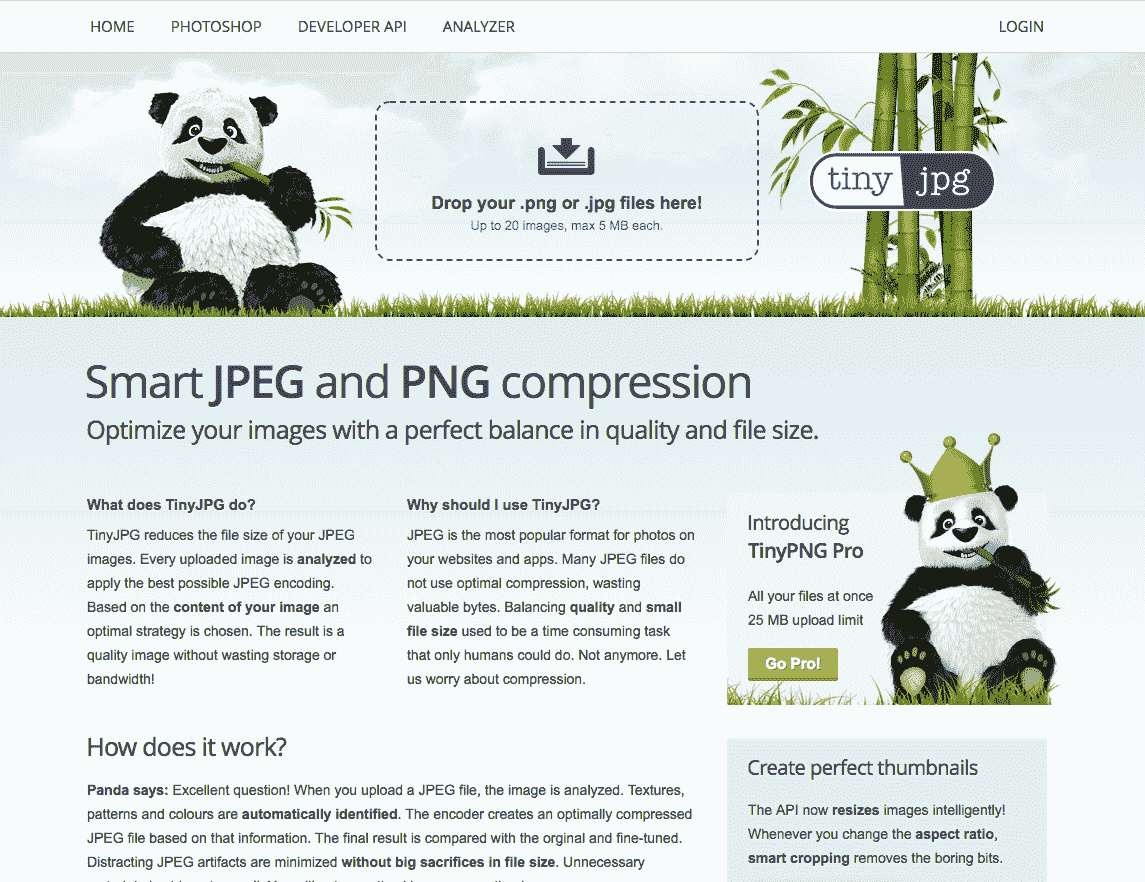 HOME PHOTOSHOP DEVELOPER API ANALYZER LOGIN
Drop your .png or .jpg files here!
Up to 20 images, max 5 MB each.
tiny jpg
Smart JPEG and PNG compression
Optimize your images with a perfect balance in quality and file size.
What does TinyJPG do?
TinyJPG reduces the file size of your JPEG
images. Every uploaded image is analyzed to
apply the best possible JPEG encoding.
Based on the content of your image an
optimal strategy is chosen. The result is a
quality image without wasting storage or
bandwidth!
Why should I use TinyJPG?
JPEG is the most popular format for photos on
your websites and apps. Many JPEG files do
not use optimal compression, wasting
valuable bytes. Balancing quality and small
file size used to be a time consuming task
that only humans could do. Not anymore. Let
us worry about compression.
Introducing
TinyPNG Pro
All your files at once
25 MB upload limit
Go Pro!
How does it work?
Panda says: Excellent question! When you upload a JPEG file, the image is analyzed. Textures,
patterns and colours are automatically identified. The encoder creates an optimally compressed
JPEG file based on that information. The final result is compared with the orginal and fine-tuned.
Distracting JPEG artifacts are minimized without big sacrifices in file size. Unnecessary
Create perfect thumbnails
The API now resizes images intelligently!
Whenever you change the aspect ratio,
smart cropping removes the boring bits.